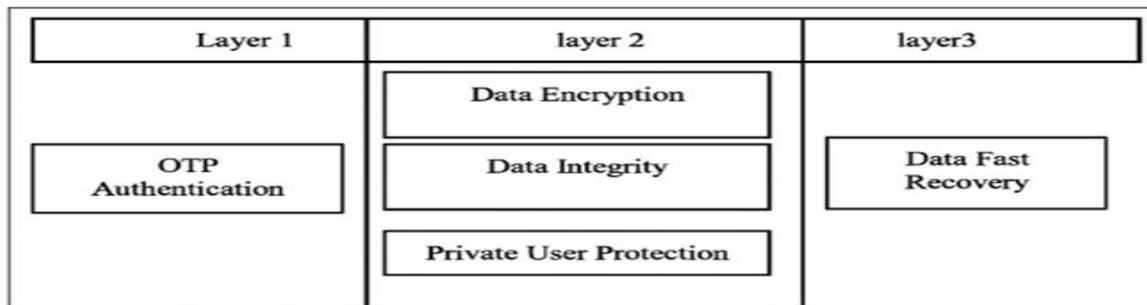 Layer 1
layer 2
layer3
Data Encryption
OTP
Authentication
Data Integrity
Data Fast
Recovery
Private User Protection